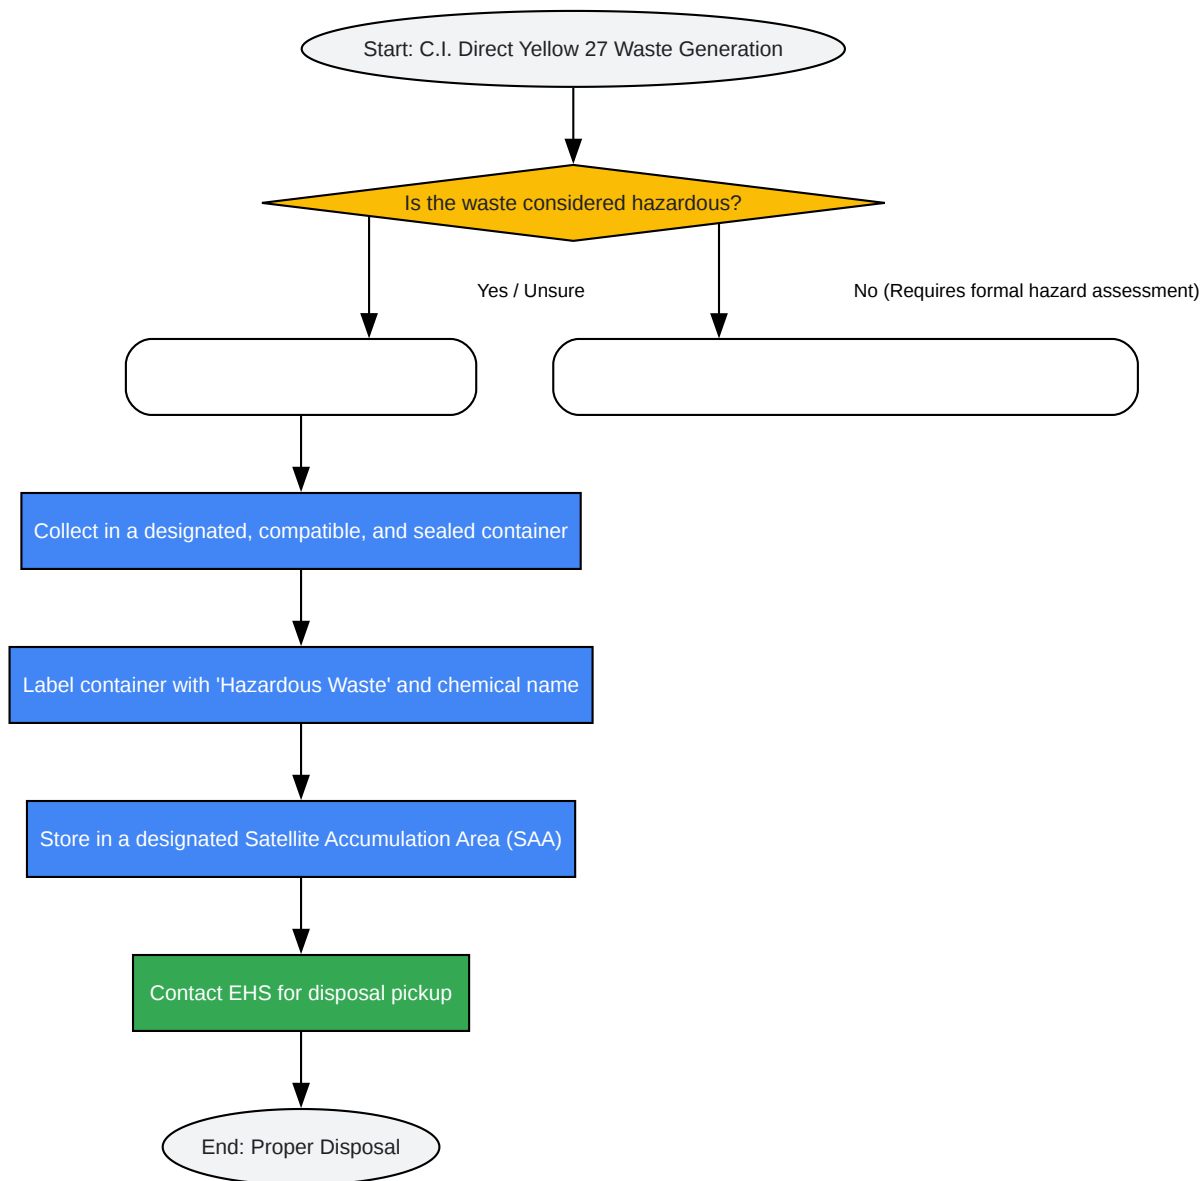 Start: C.I. Direct Yellow 27 Waste Generation
Is the waste considered hazardous?
Yes / Unsure
No (Requires formal hazard assessment)
Collect in a designated, compatible, and sealed container
Label container with 'Hazardous Waste' and chemical name
Store in a designated Satellite Accumulation Area (SAA)
Contact EHS for disposal pickup
End: Proper Disposal